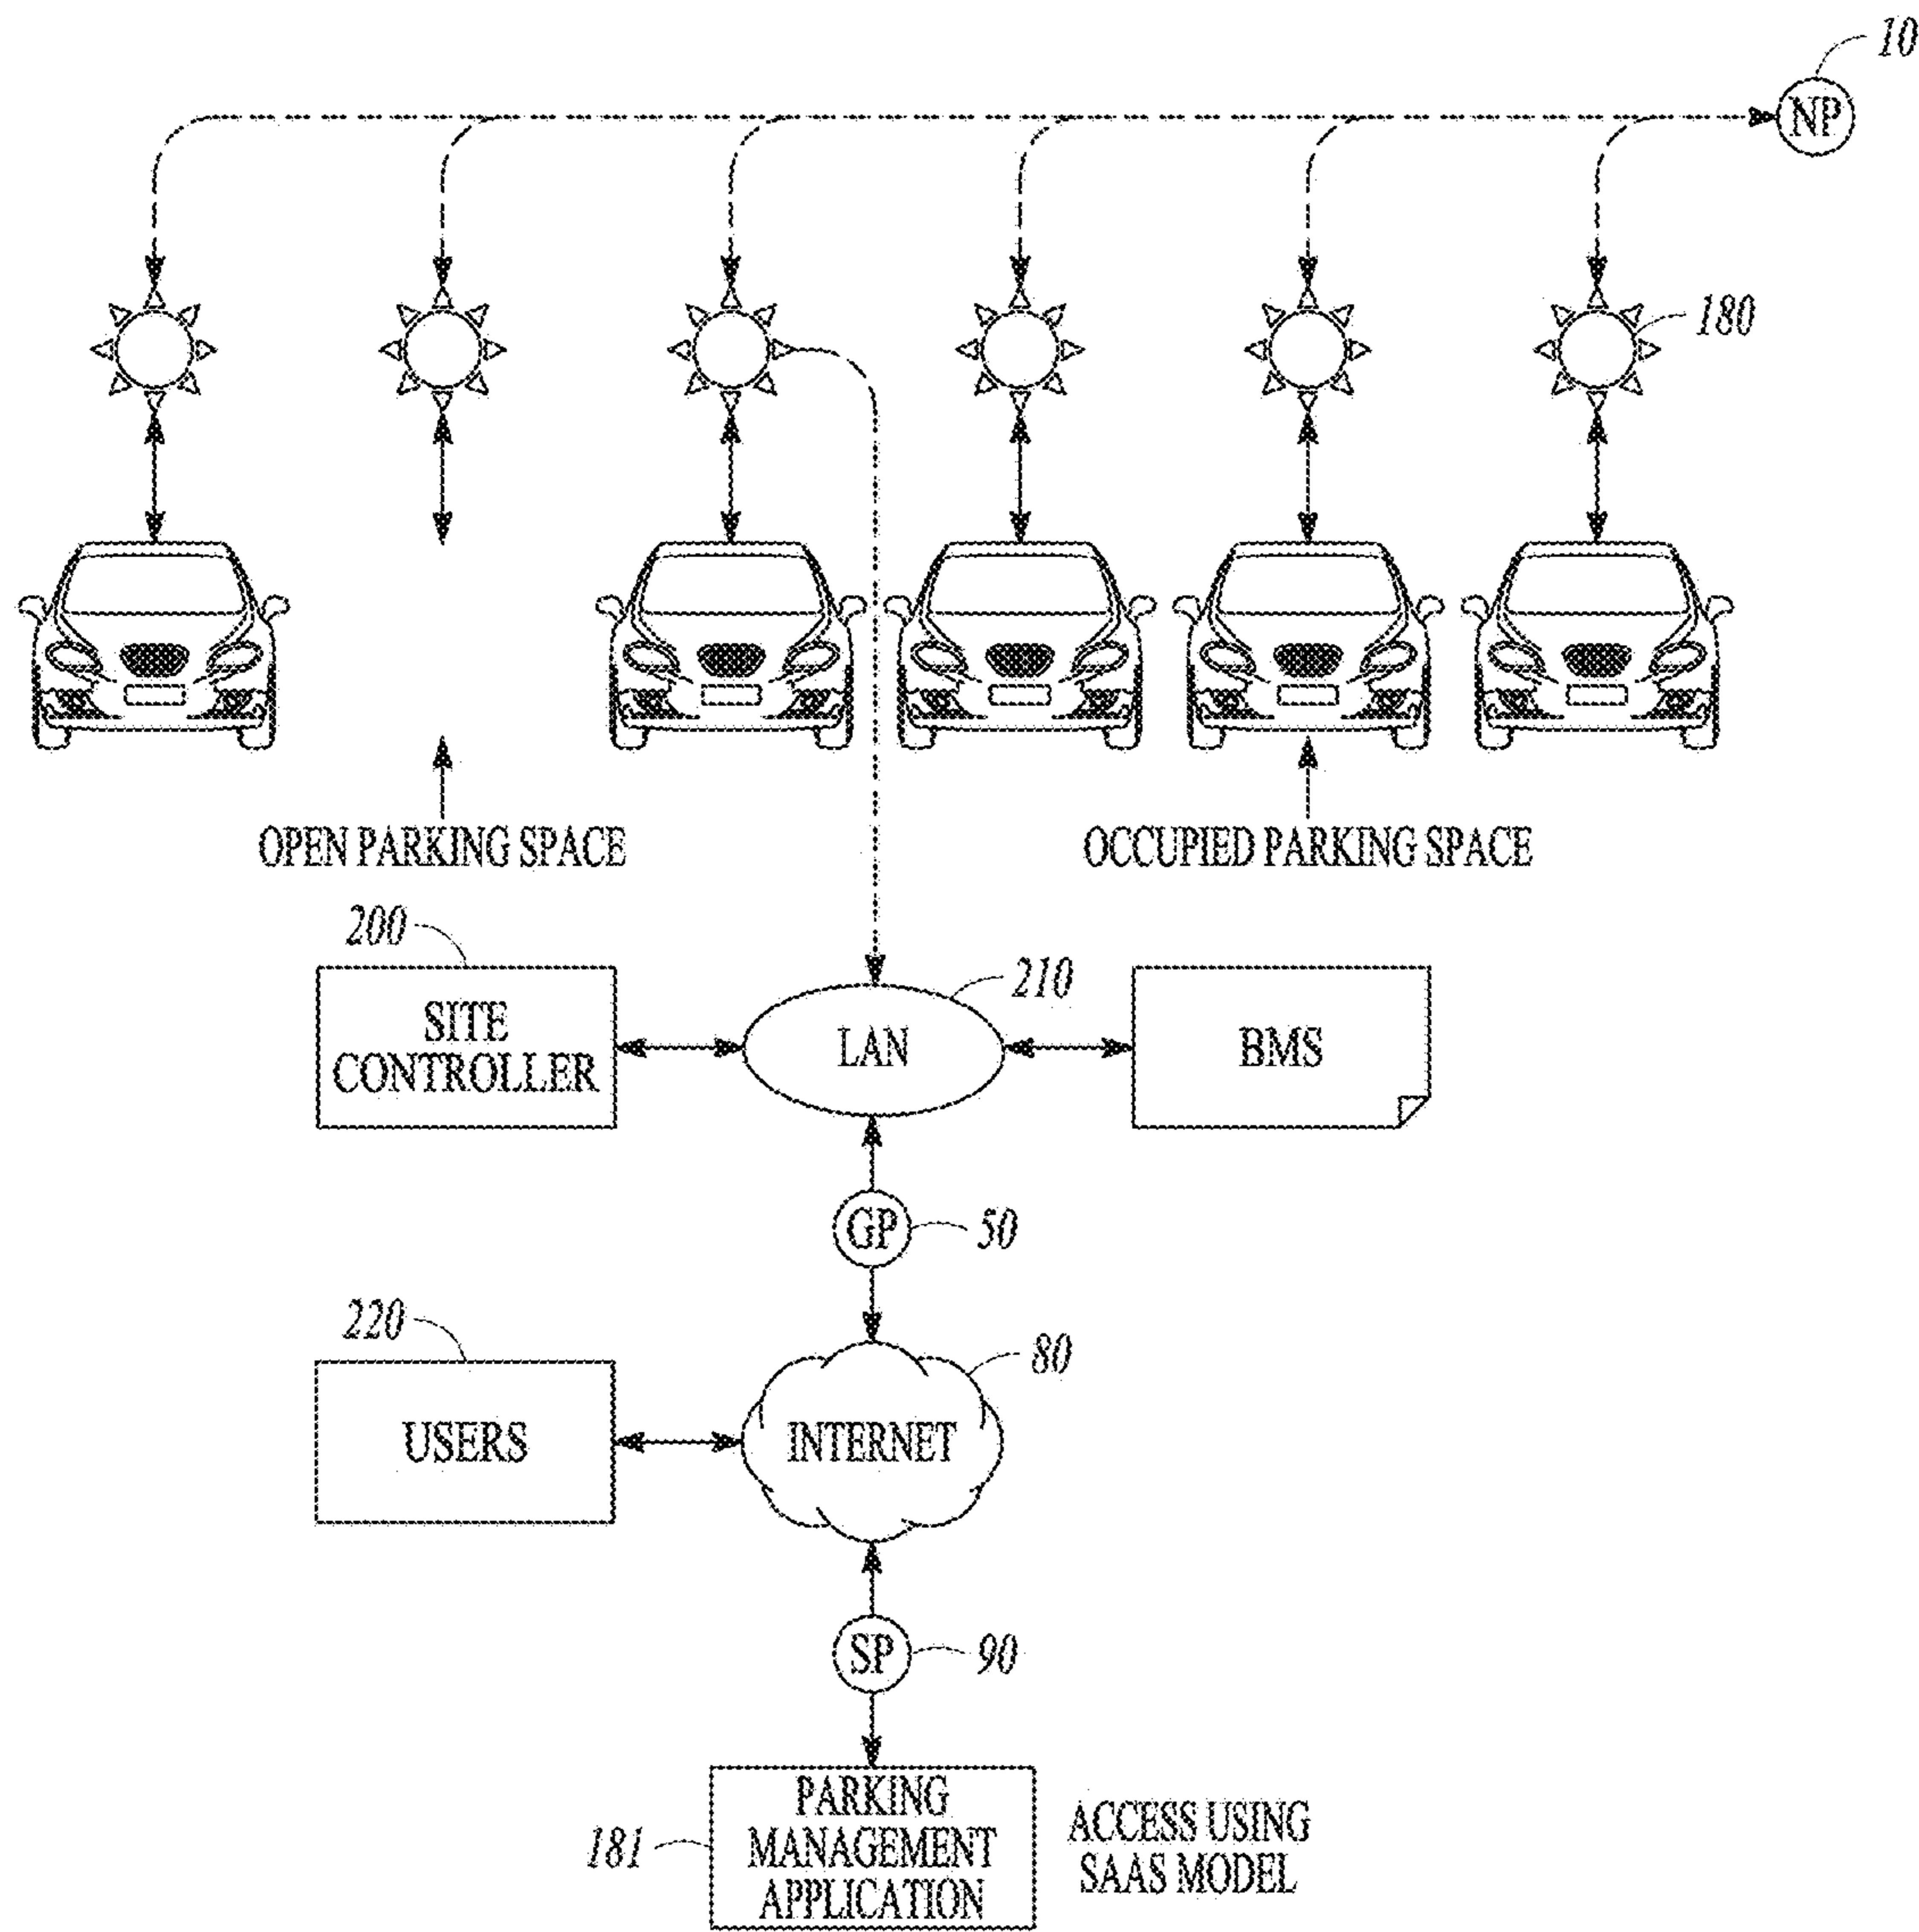 10
NP
180
OPEN PARKING SPACE
OCCUPIED PARKING SPACE
200
210
SITE
CONTROLLER
LAN
BMS
GP
50
220
80
USERS
INTERNET
SP
90
PARKING
MANAGEMENT
APPLICATION
181
ACCESS USING
SAAS MODEL